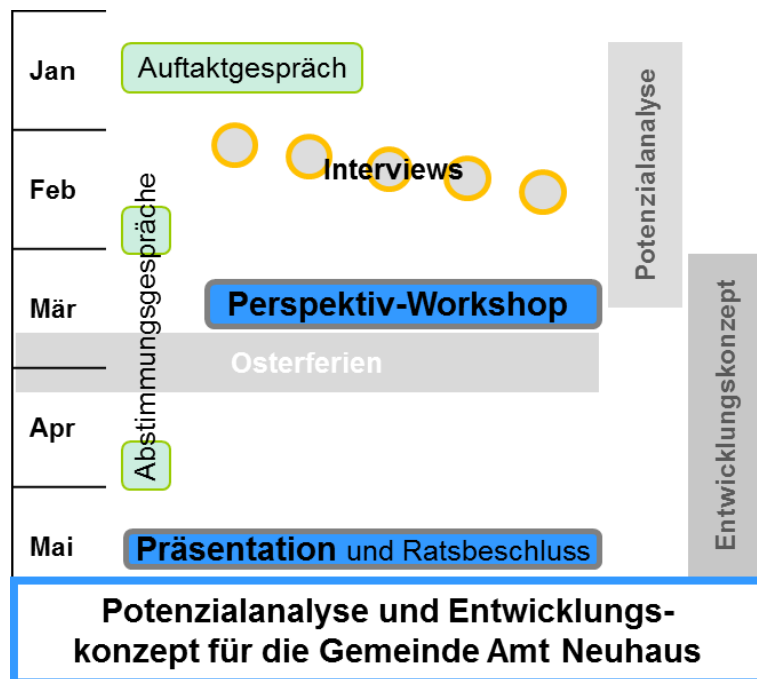 Jan
Auftaktgespräch
Feb
Interviews
Abstimmungsgespräche
Mär
Perspektiv-Workshop
Osterferien
Apr
Mai
Präsentation und Ratsbeschluss
Potenzialanalyse
Entwicklungskonzept
Potenzialanalyse und Entwicklungs-
konzept für die Gemeinde Amt Neuhaus